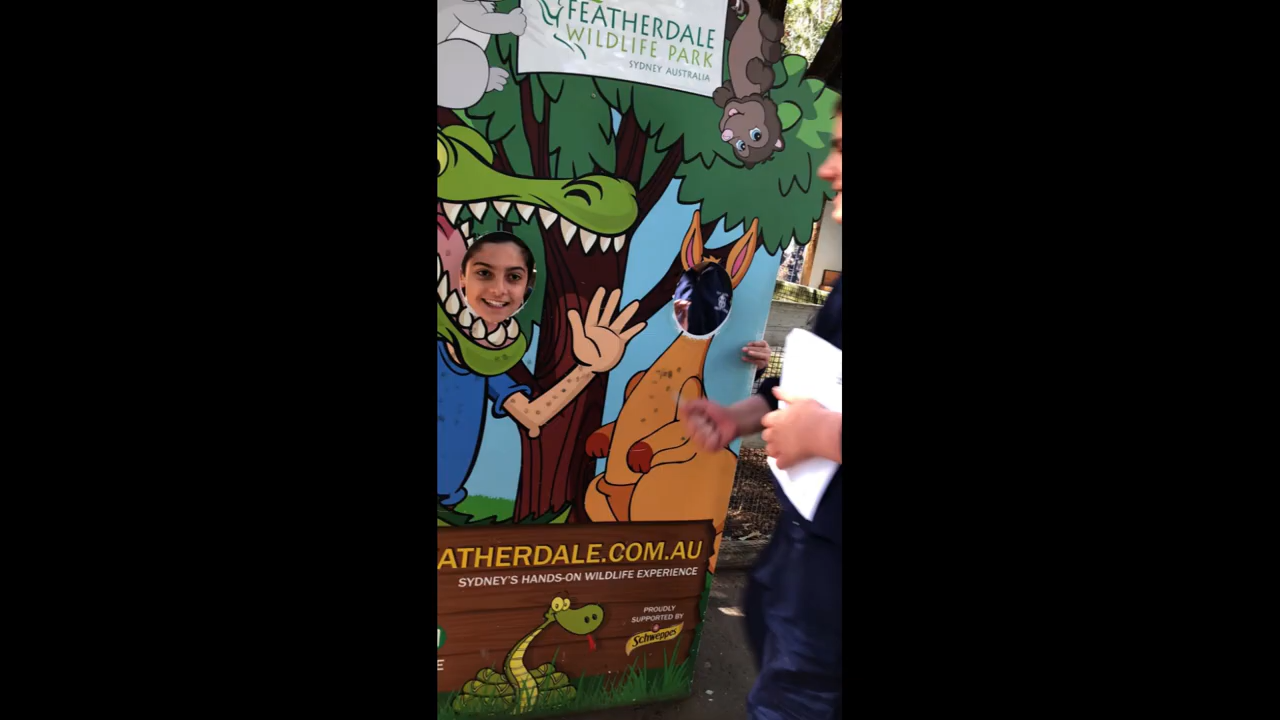 FEATHERDALE
WILDLIFE PARK
SYDNEY AUSTRALIA
ATHERDALE.COM.AU
SYDNEY'S HANDS-ON WILDLIFE EXPERIENCE
PROUDLY
SUPPORTED BY
Schweppes
E